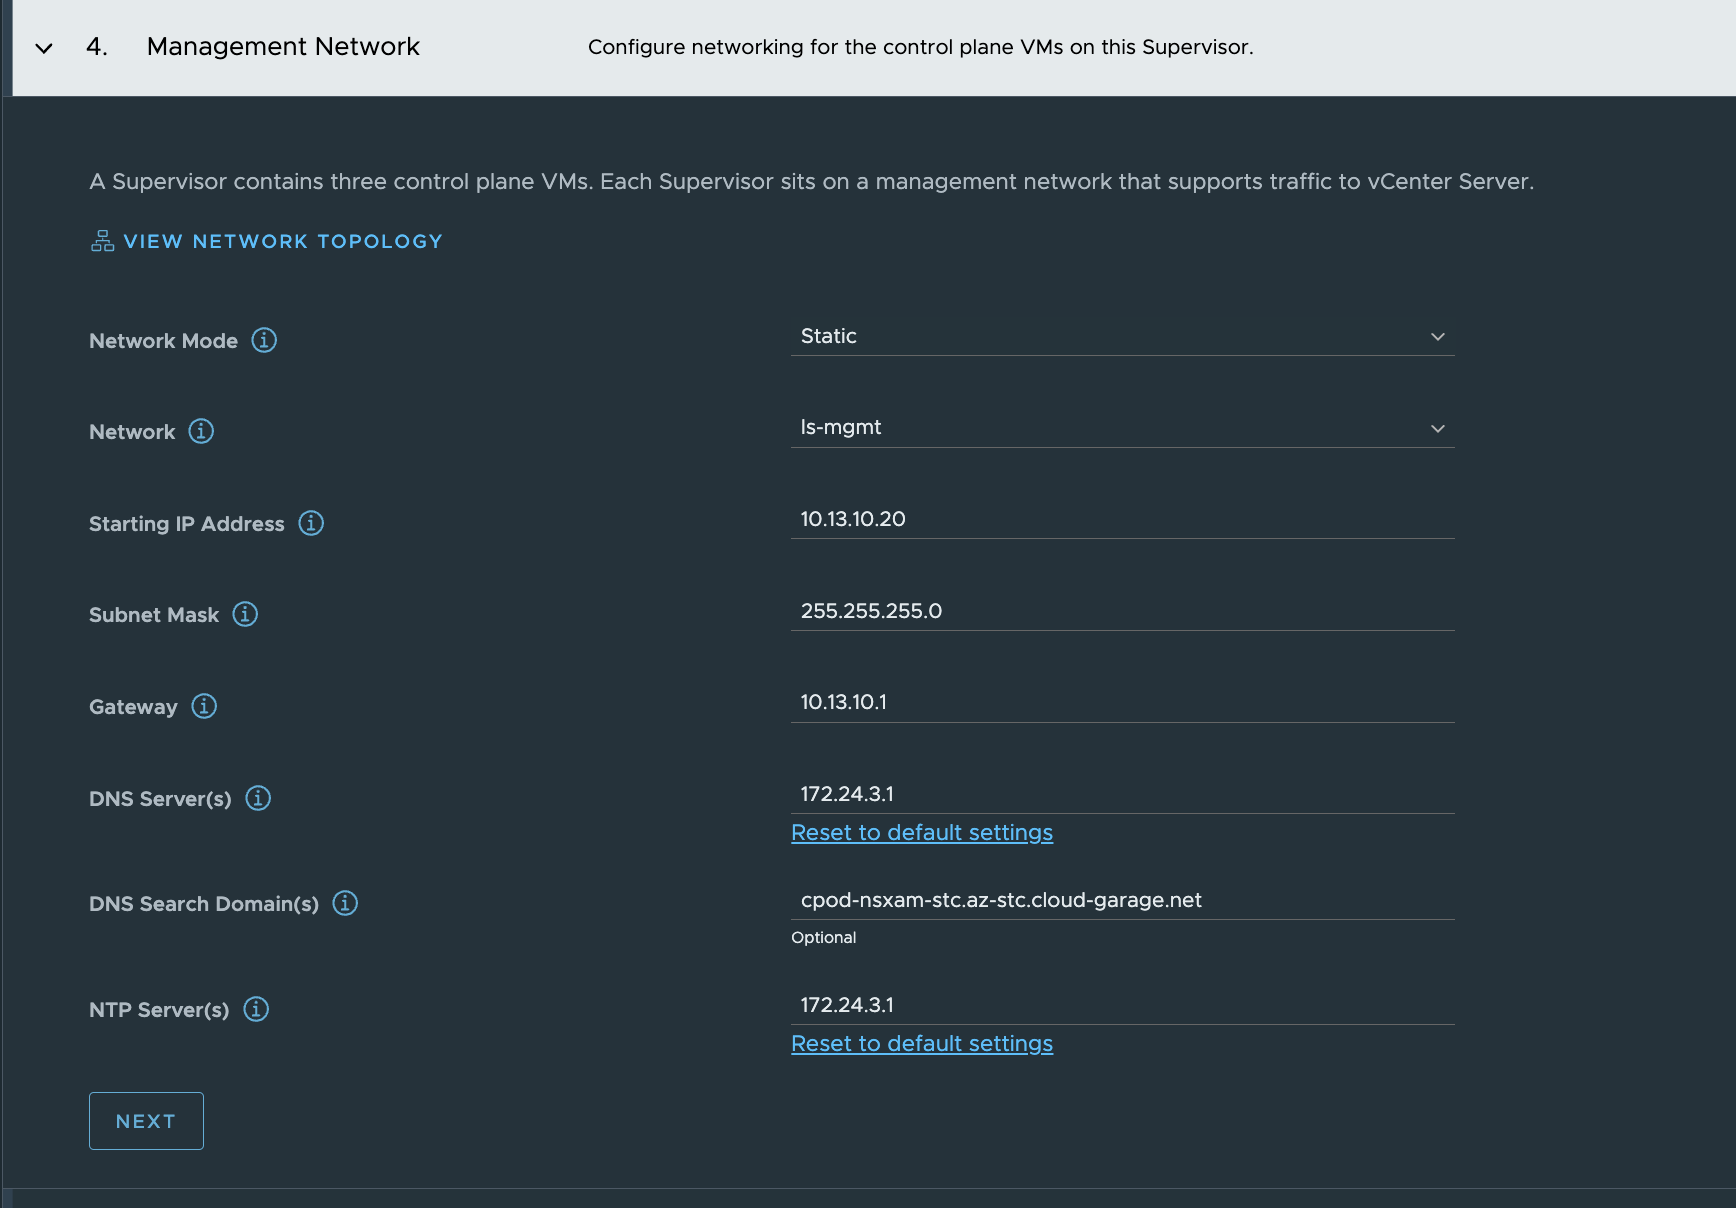 4. Management Network Configure networking for the control plane VMs on this Supervisor.
A Supervisor contains three control plane VMs. Each Supervisor sits on a management network that supports traffic to vCenter Server.
VIEW NETWORK TOPOLOGY
Network Mode Static
Network ls-mgmt
Starting IP Address 10.13.10.20
Subnet Mask 255.255.255.0
Gateway 10.13.10.1
DNS Server(s) 172.24.3.1
Reset to default settings
DNS Search Domain(s) cpod-nsxam-stc.az-stc.cloud-garage.net
Optional
NTP Server(s) 172.24.3.1
Reset to default settings
NEXT